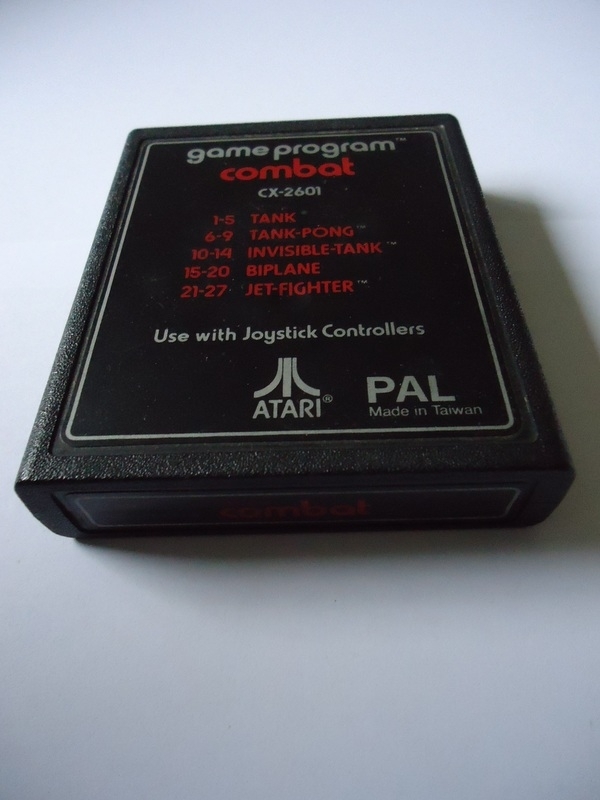 game program™
combat
CX-2601
1-5 TANK™
6-9 TANK-PONG™
10-14 INVISIBLE-TANK™
15-20 BIPLANE
21-27 JET-FIGHTER™
Use with Joystick Controllers
ATARI®
PAL
Made in Taiwan
combat